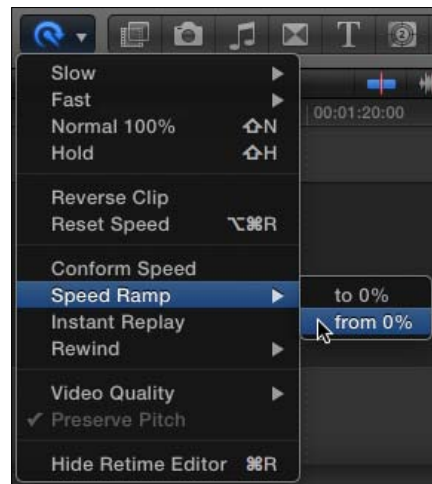 T 2
Slow ▶
Fast ▶
00:01:20:00
Normal 100% ⇧N
Hold ⇧H
Reverse Clip
Reset Speed ⌥⌘R
Conform Speed
Speed Ramp ▶
to 0%
from 0%
Instant Replay
Rewind ▶
Video Quality ▶
✓ Preserve Pitch
Hide Retime Editor ⌘R